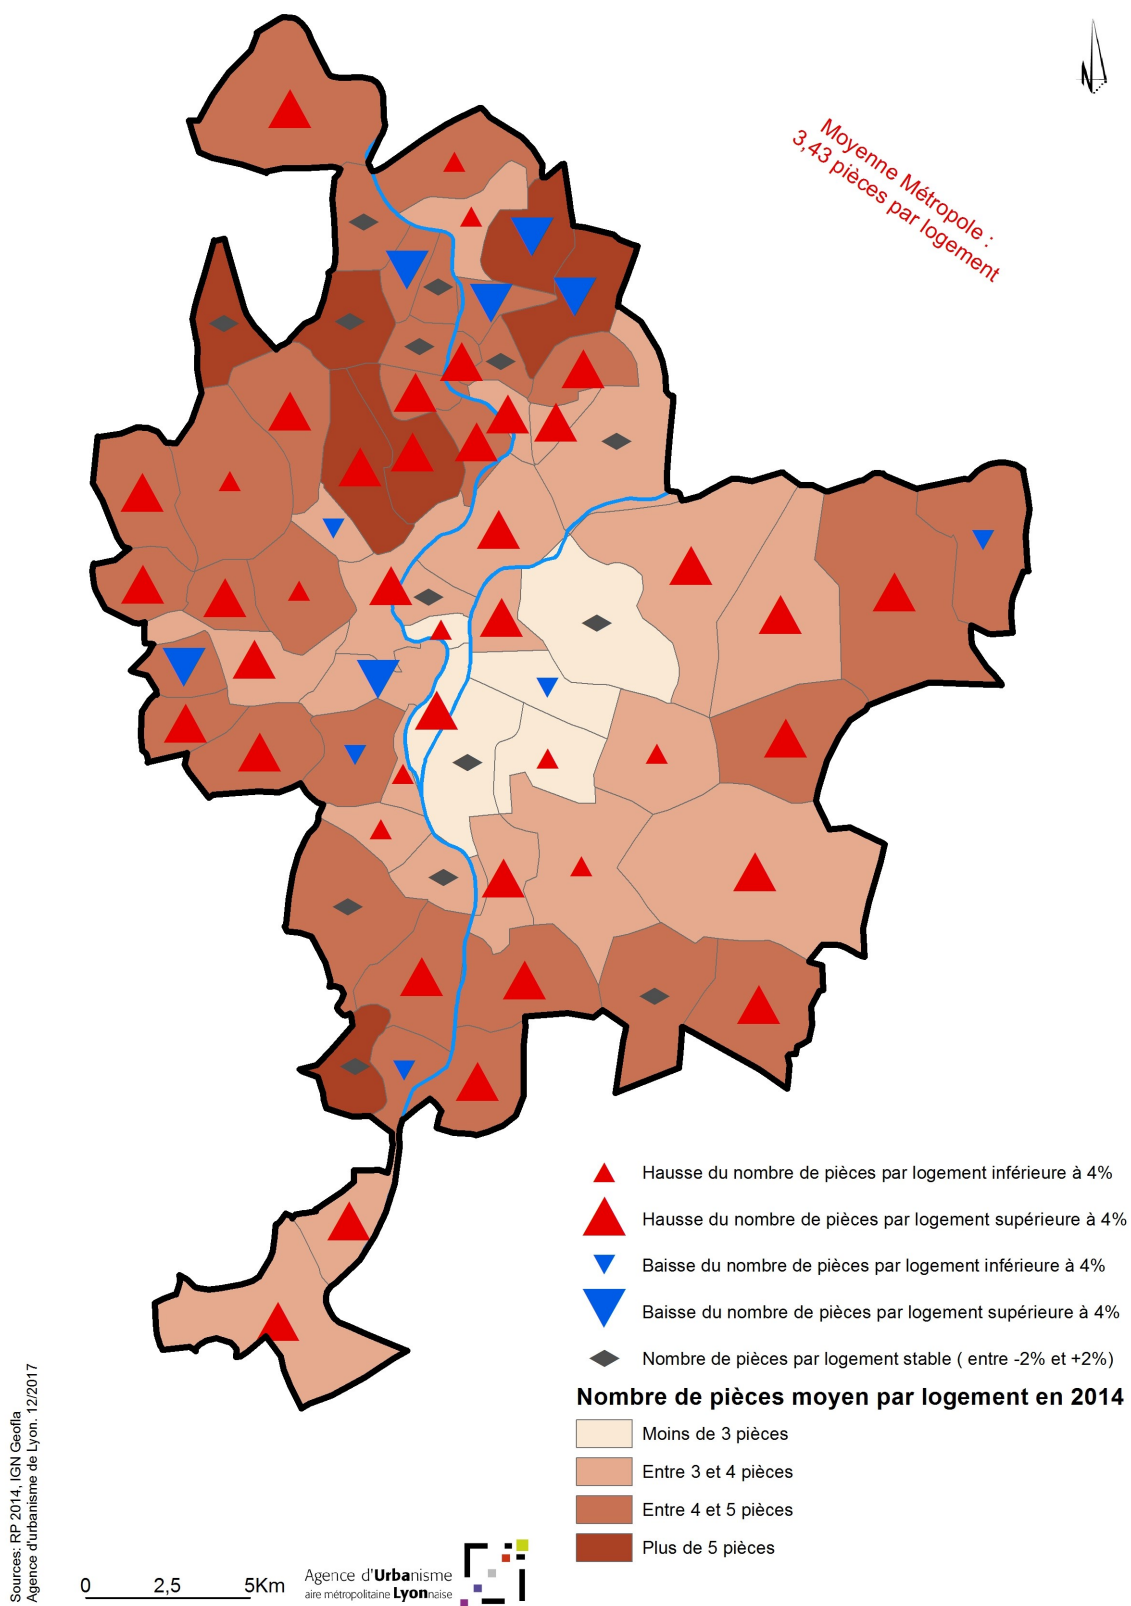 N
Moyenne Métropole :
3,43 pièces par logement
Hausse du nombre de pièces par logement inférieure à 4%
Hausse du nombre de pièces par logement supérieure à 4%
Baisse du nombre de pièces par logement inférieure à 4%
Baisse du nombre de pièces par logement supérieure à 4%
Nombre de pièces par logement stable ( entre -2% et +2%)
Nombre de pièces moyen par logement en 2014
Moins de 3 pièces
Entre 3 et 4 pièces
Entre 4 et 5 pièces
Plus de 5 pièces
Sources: RP 2014, IGN Geofla
Agence d'urbanisme de Lyon. 12/2017
0 2,5 5Km
Agence d'Urbanisme
aire métropolitaine Lyonnaise